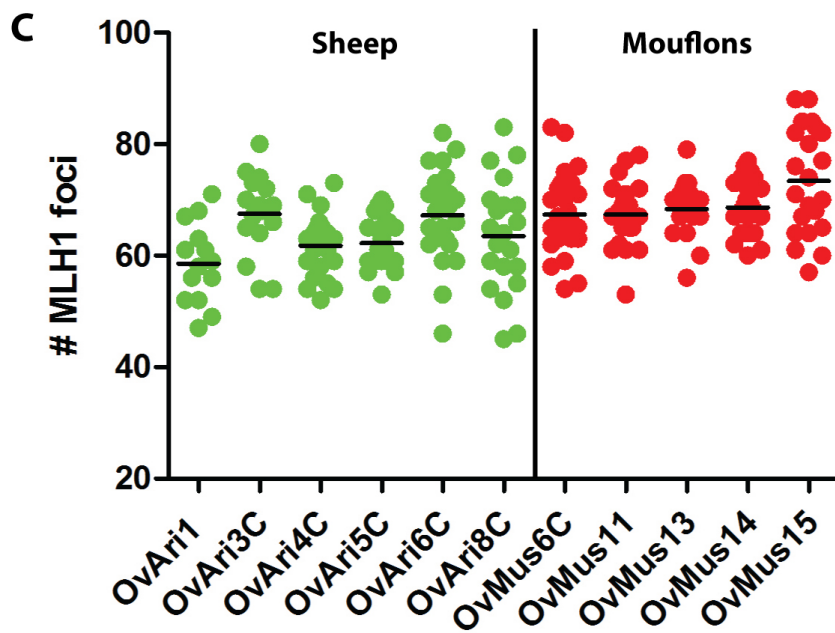 C
Sheep
Mouflons
# MLH1 foci
100
80
60
40
20
OvAri1
OvAri3C
OvAri4C
OvAri5C
OvAri6C
OvAri8C
OvMus6C
OvMus11
OvMus13
OvMus14
OvMus15